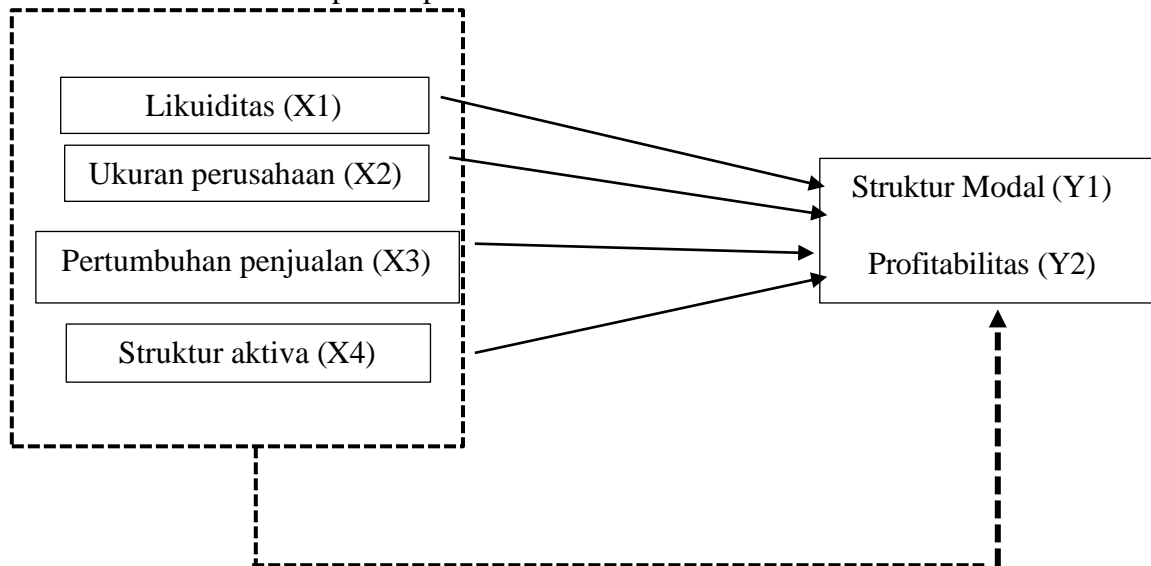 Likuiditas (X1)
Ukuran perusahaan (X2)
Pertumbuhan penjualan (X3)
Struktur aktiva (X4)
Struktur Modal (Y1)
Profitabilitas (Y2)